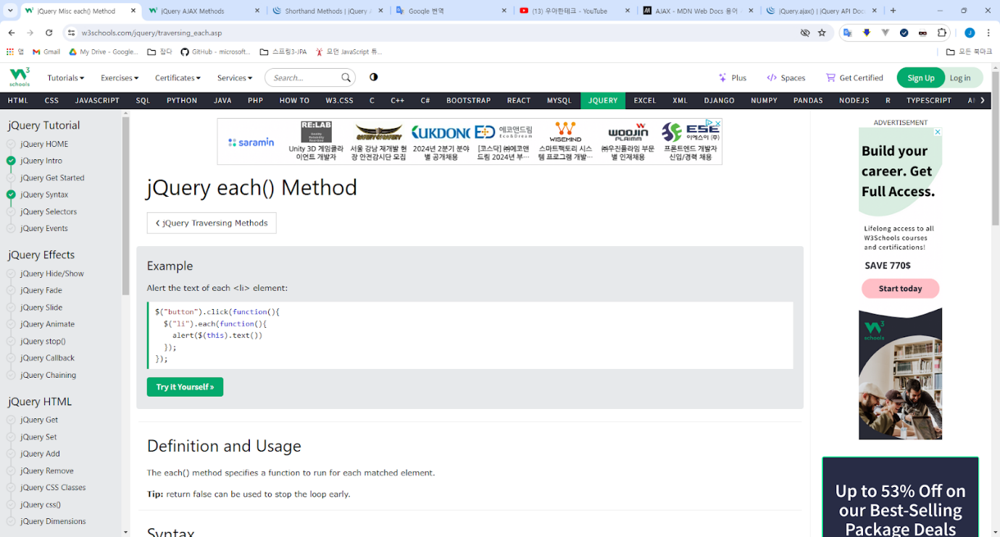 jQuery Misc each() Method
jQuery AJAX Methods
Shorthand Methods | jQuery A
Google 번역
(13) 우아한테크 - YouTube
AJAX - MDN Web Docs 용어
jQuery.ajax() | jQuery API Doc
w3schools.com/jquery/traversing_each.asp
앱
Gmail
My Drive - Google...
잡다
GitHub - microsoft...
스프링3-JPA
모던 JavaScript 튜...
모든 북마크
W3 schools
Tutorials
Exercises
Certificates
Services
Search...
Plus
Spaces
Get Certified
Sign Up
Log in
HTML CSS JAVASCRIPT SQL PYTHON JAVA PHP HOW TO W3.CSS C C++ C# BOOTSTRAP REACT MYSQL JQUERY EXCEL XML DJANGO NUMPY PANDAS NODEJS R TYPESCRIPT
jQuery Tutorial
jQuery HOME
jQuery Intro
jQuery Get Started
jQuery Syntax
jQuery Selectors
jQuery Events
jQuery Effects
jQuery Hide/Show
jQuery Fade
jQuery Slide
jQuery Animate
jQuery stop()
jQuery Callback
jQuery Chaining
jQuery HTML
jQuery Get
jQuery Set
jQuery Add
jQuery Remove
jQuery CSS Classes
jQuery css()
jQuery Dimensions
saramin
RE:LAB
Unity 3D 게임클라
이언트 개발자
SAFETY @ SAFETY
서울 강남 재개발 현
장 안전감시단 모집
KUKDONG
2024년 2분기 분야
별 공개채용
에코앤드림
Eco&Dream
[코스닥] ㈜에코앤
드림 2024년 부...
WISEMIND
스마트팩토리 시스
템 프로그램 개발...
WOOJIN
PLAIMM
㈜우진플라임 부문
별 인재채용
ESE
이에스이 (주)
프론트엔드 개발자
신입/경력 채용
jQuery each() Method
❮ jQuery Traversing Methods
Example
Alert the text of each <li> element:
$("button").click(function(){
$("li").each(function(){
alert($(this).text())
});
});
Try it Yourself »
Definition and Usage
The each() method specifies a function to run for each matched element.
Tip: return false can be used to stop the loop early.
Syntax
ADVERTISEMENT
Build your
career. Get
Full Access.
Lifelong access to all
W3Schools courses
and certifications!
SAVE 770$
Start today
W3 schools
Up to 53% Off on
our Best-Selling
Package Deals